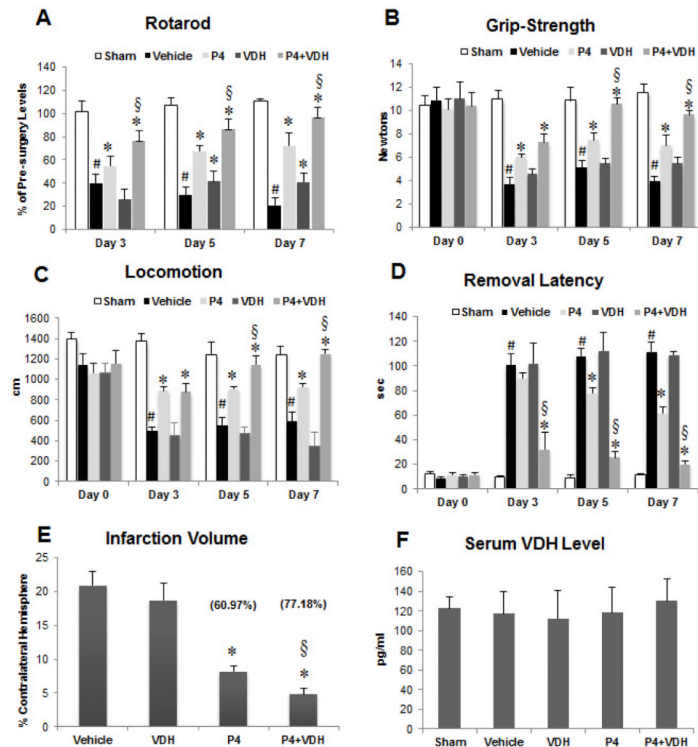 A
Rotarod
Sham Vehicle P4 VDH P4+VDH
% of Pre-surgery Levels
120
100
80
60
40
20
0
# * * §
# * * * §
# * * * §
Day 3 Day 5 Day 7
B
Grip-Strength
Sham Vehicle P4 VDH P4+VDH
Newtons
14
12
10
8
6
4
2
0
# * *
# * * §
# * * §
Day 0 Day 3 Day 5 Day 7
C
Locomotion
Sham Vehicle P4 VDH P4+VDH
cm
1600
1400
1200
1000
800
600
400
200
0
# * *
# * * §
# * * §
Day 0 Day 3 Day 5 Day 7
D
Removal Latency
Sham Vehicle P4 VDH P4+VDH
sec
140
120
100
80
60
40
20
0
# * §
# * * §
# * * §
Day 0 Day 3 Day 5 Day 7
E
Infarction Volume
% Contralateral Hemisphere
25
20
15
10
5
0
(60.97%) (77.18%)
§
* *
Vehicle VDH P4 P4+VDH
F
Serum VDH Level
pg/ml
160
140
120
100
80
60
40
20
0
Sham Vehicle VDH P4 P4+VDH